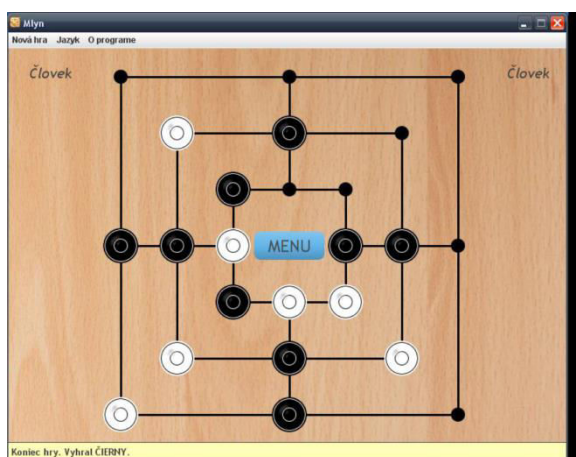 Mlyn
Nová hra Jazyk O programe
Človek Človek
MENU
Koniec hry. Vyhral ČIERNY.